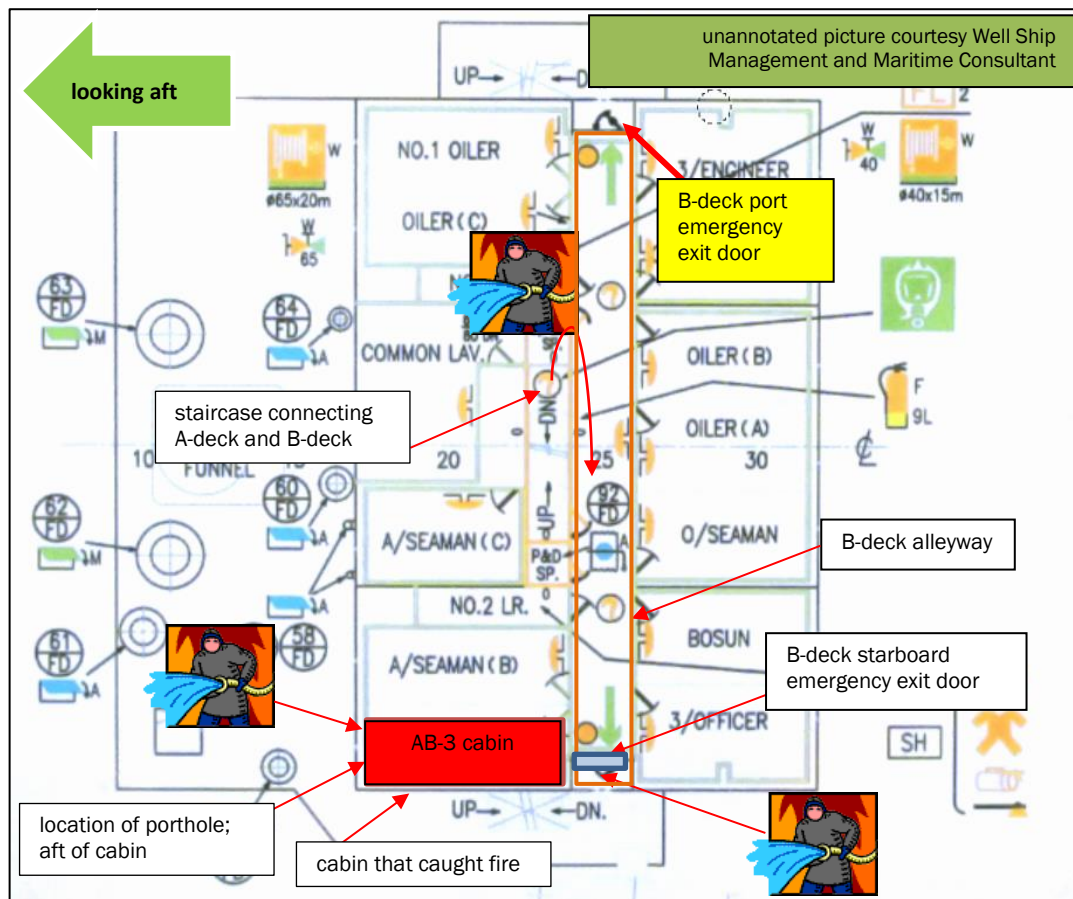 unannotated picture courtesy Well Ship
Management and Maritime Consultant
looking aft
UP
2
W
ø65x20m
W
65
NO.1 OILER
OILER(C)
3/ENGINEER
W
40
W
ø40x15m
B-deck port
emergency
exit door
63
FD
M
64
FD
A
COMMON LAV.
SP.
DN
OILER(B)
F
9L
staircase connecting
A-deck and B-deck
OILER(A)
10
FUNNEL
20
25
30
62
FD
M
60
FD
A
A
A/SEAMAN(C)
UP
P&D
SP.
92
FD
A
O/SEAMAN
B-deck alleyway
NO.2 LR.
61
FD
A
58
FD
A/SEAMAN(B)
BOSUN
B-deck starboard
emergency exit door
3/OFFICER
AB-3 cabin
SH
location of porthole;
aft of cabin
UP
DN.
cabin that caught fire